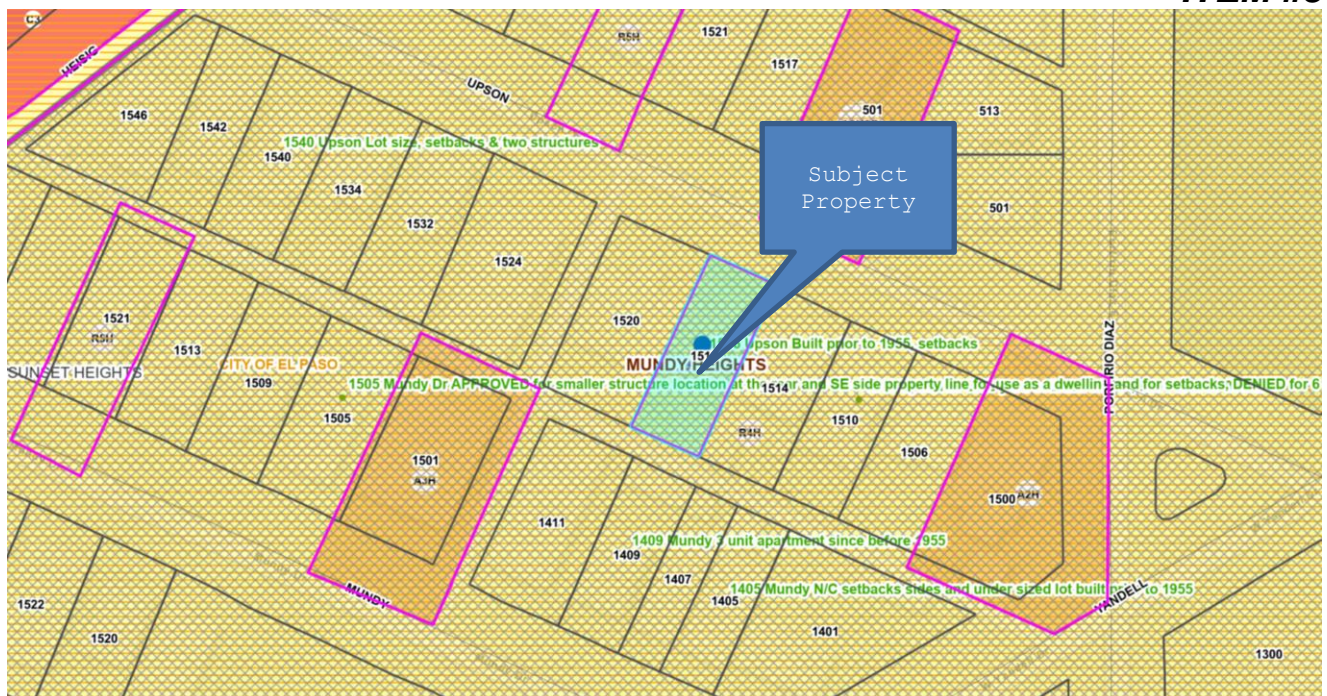 C3
HEISIG
R5H
1521
1517
UPSON
501
513
1546
1542
1540 Upson Lot size, setbacks & two structures
1540
1534
Subject
Property
501
1532
1524
1521
R5H
1520
PORFIRIO DIAZ
Upson Built prior to 1955, setbacks
1513
CITY OF EL PASO
MUNDY HEIGHTS
SUNSET HEIGHTS
1509
1505 Mundy Dr APPROVED for smaller structure location at the and SE side property line for use as a dwelling and for setbacks; DENIED for 6
1514
1505
1510
R4H
1506
1501
A3H
1500
A2H
1411
1409 Mundy 3 unit apartment since before 1955
1409
1407
1405 Mundy N/C setbacks sides and under sized lot built to 1955
1405
MUNDY
YANDELL
1522
1520
1401
1300
Mundy Dr